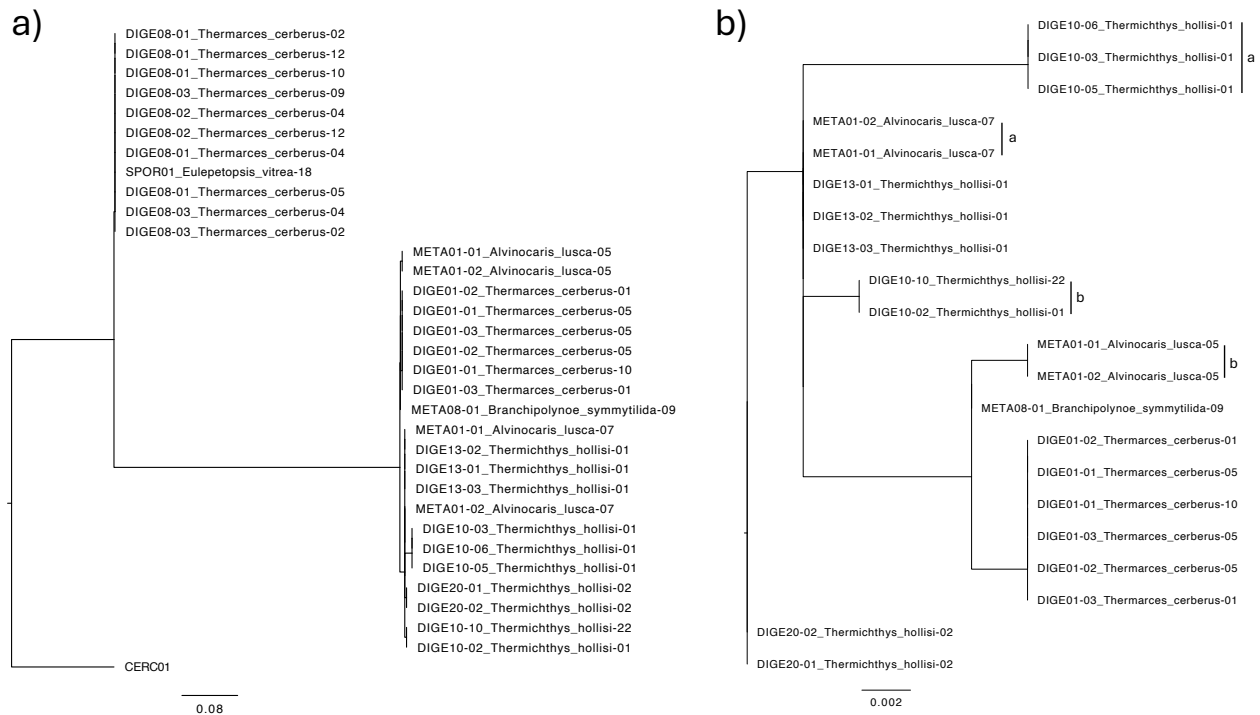 a)
DIGE08-01_Thermarces_cerberus-02
DIGE08-01_Thermarces_cerberus-12
DIGE08-01_Thermarces_cerberus-10
DIGE08-03_Thermarces_cerberus-09
DIGE08-02_Thermarces_cerberus-04
DIGE08-02_Thermarces_cerberus-12
DIGE08-01_Thermarces_cerberus-04
SPOR01_Eulepetopsis_vitrea-18
DIGE08-01_Thermarces_cerberus-05
DIGE08-03_Thermarces_cerberus-04
DIGE08-03_Thermarces_cerberus-02
META01-01_Alvinocaris_lusca-05
META01-02_Alvinocaris_lusca-05
DIGE01-02_Thermarces_cerberus-01
DIGE01-01_Thermarces_cerberus-05
DIGE01-03_Thermarces_cerberus-05
DIGE01-02_Thermarces_cerberus-05
DIGE01-01_Thermarces_cerberus-10
DIGE01-03_Thermarces_cerberus-01
META08-01_Branchipolynoe_symmytilida-09
META01-01_Alvinocaris_lusca-07
DIGE13-02_Thermichthys_hollisi-01
DIGE13-01_Thermichthys_hollisi-01
DIGE13-03_Thermichthys_hollisi-01
META01-02_Alvinocaris_lusca-07
DIGE10-03_Thermichthys_hollisi-01
DIGE10-06_Thermichthys_hollisi-01
DIGE10-05_Thermichthys_hollisi-01
DIGE20-01_Thermichthys_hollisi-02
DIGE20-02_Thermichthys_hollisi-02
DIGE10-10_Thermichthys_hollisi-22
DIGE10-02_Thermichthys_hollisi-01
CERC01
0.08
b)
DIGE10-06_Thermichthys_hollisi-01
DIGE10-03_Thermichthys_hollisi-01
a
DIGE10-05_Thermichthys_hollisi-01
META01-02_Alvinocaris_lusca-07
a
META01-01_Alvinocaris_lusca-07
DIGE13-01_Thermichthys_hollisi-01
DIGE13-02_Thermichthys_hollisi-01
DIGE13-03_Thermichthys_hollisi-01
DIGE10-10_Thermichthys_hollisi-22
b
DIGE10-02_Thermichthys_hollisi-01
META01-01_Alvinocaris_lusca-05
b
META01-02_Alvinocaris_lusca-05
META08-01_Branchipolynoe_symmytilida-09
DIGE01-02_Thermarces_cerberus-01
DIGE01-01_Thermarces_cerberus-05
DIGE01-01_Thermarces_cerberus-10
DIGE01-03_Thermarces_cerberus-05
DIGE01-02_Thermarces_cerberus-05
DIGE01-03_Thermarces_cerberus-01
DIGE20-02_Thermichthys_hollisi-02
DIGE20-01_Thermichthys_hollisi-02
0.002